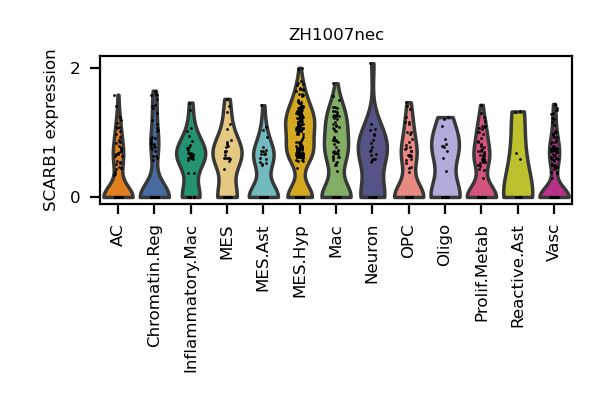 ZH1007nec
SCARB1 expression
2
0
AC
Chromatin.Reg
Inflammatory.Mac
MES
MES.Ast
MES.Hyp
Mac
Neuron
OPC
Oligo
Prolif.Metab
Reactive.Ast
Vasc